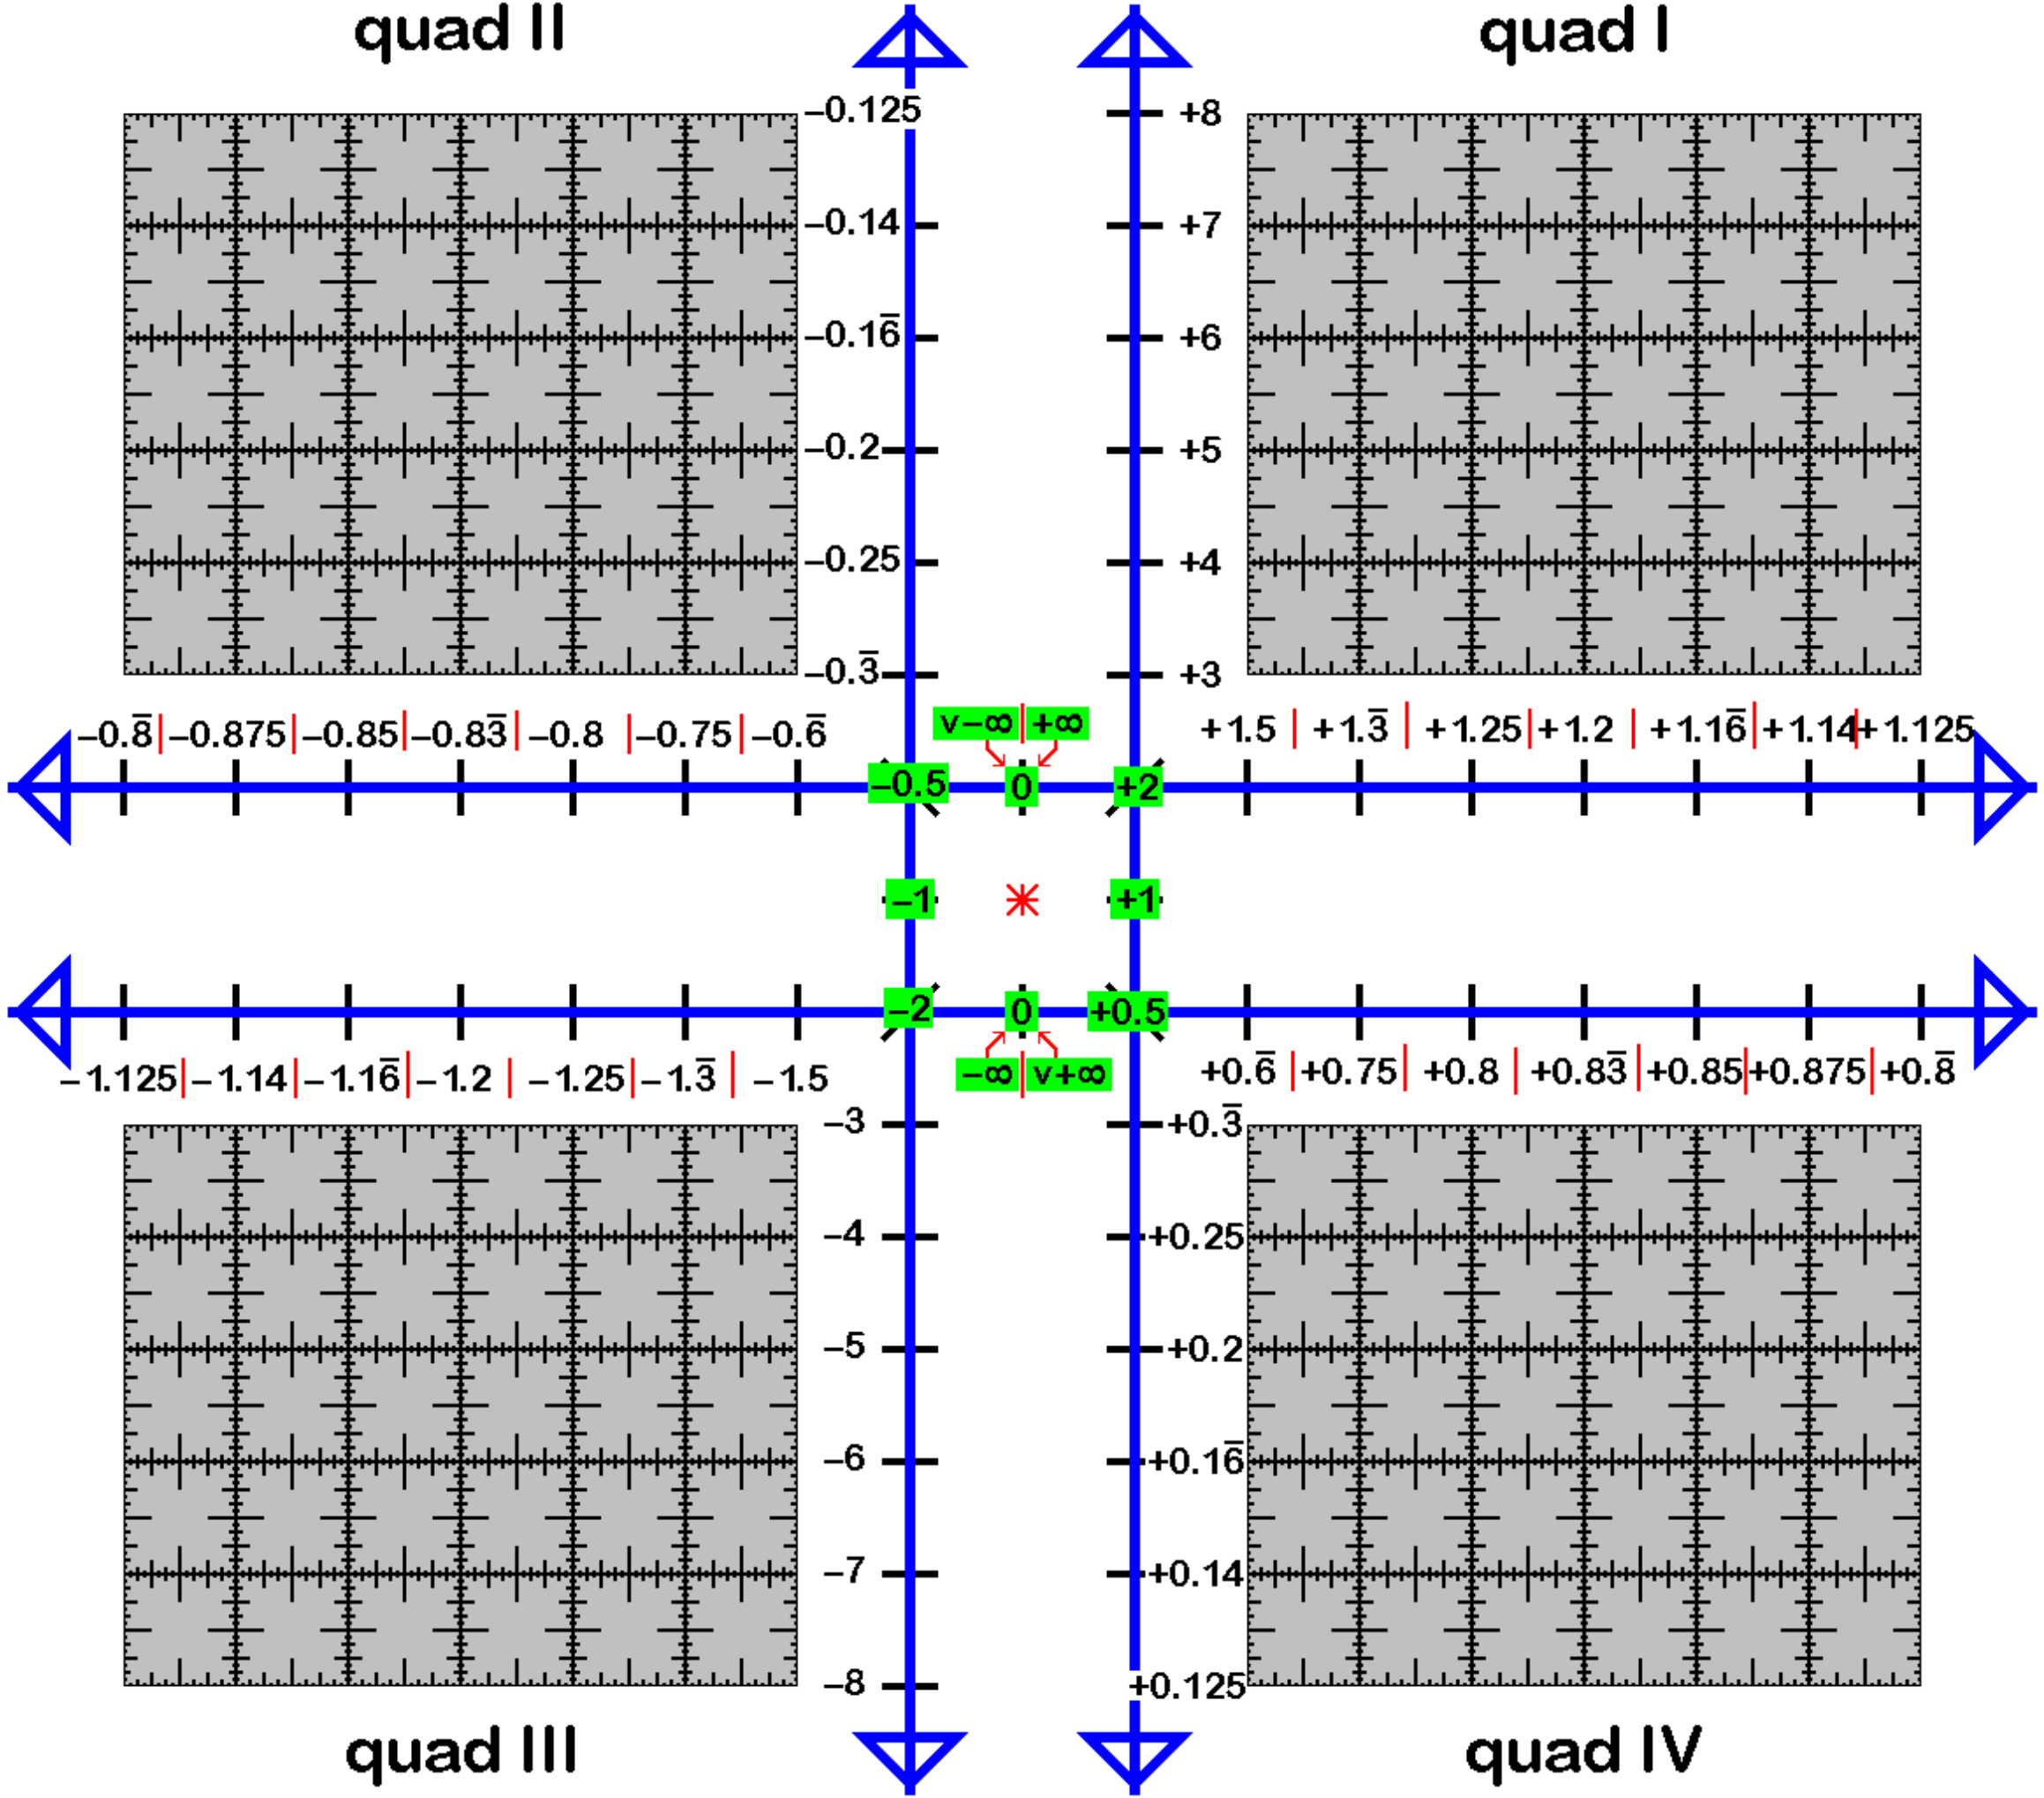 quad II quad I
−0.125 +8
−0.14 +7
−0.16̅ +6
−0.2 +5
−0.25 +4
−0.3̅ +3
−0.8̅ | −0.875 | −0.85 | −0.83̅ | −0.8 | −0.75 | −0.6̅ v−∞ | +∞ +1.5 | +1.3̅ | +1.25 | +1.2 | +1.16̅ | +1.14 | +1.125
−0.5 0 +2
−1 * +1
−2 0 +0.5
−1.125 | −1.14 | −1.16̅ | −1.2 | −1.25 | −1.3̅ | −1.5 −∞ | v+∞ +0.6̅ | +0.75 | +0.8 | +0.83̅ | +0.85 | +0.875 | +0.8̅
−3 +0.3̅
−4 +0.25
−5 +0.2
−6 +0.16̅
−7 +0.14
−8 +0.125
quad III quad IV